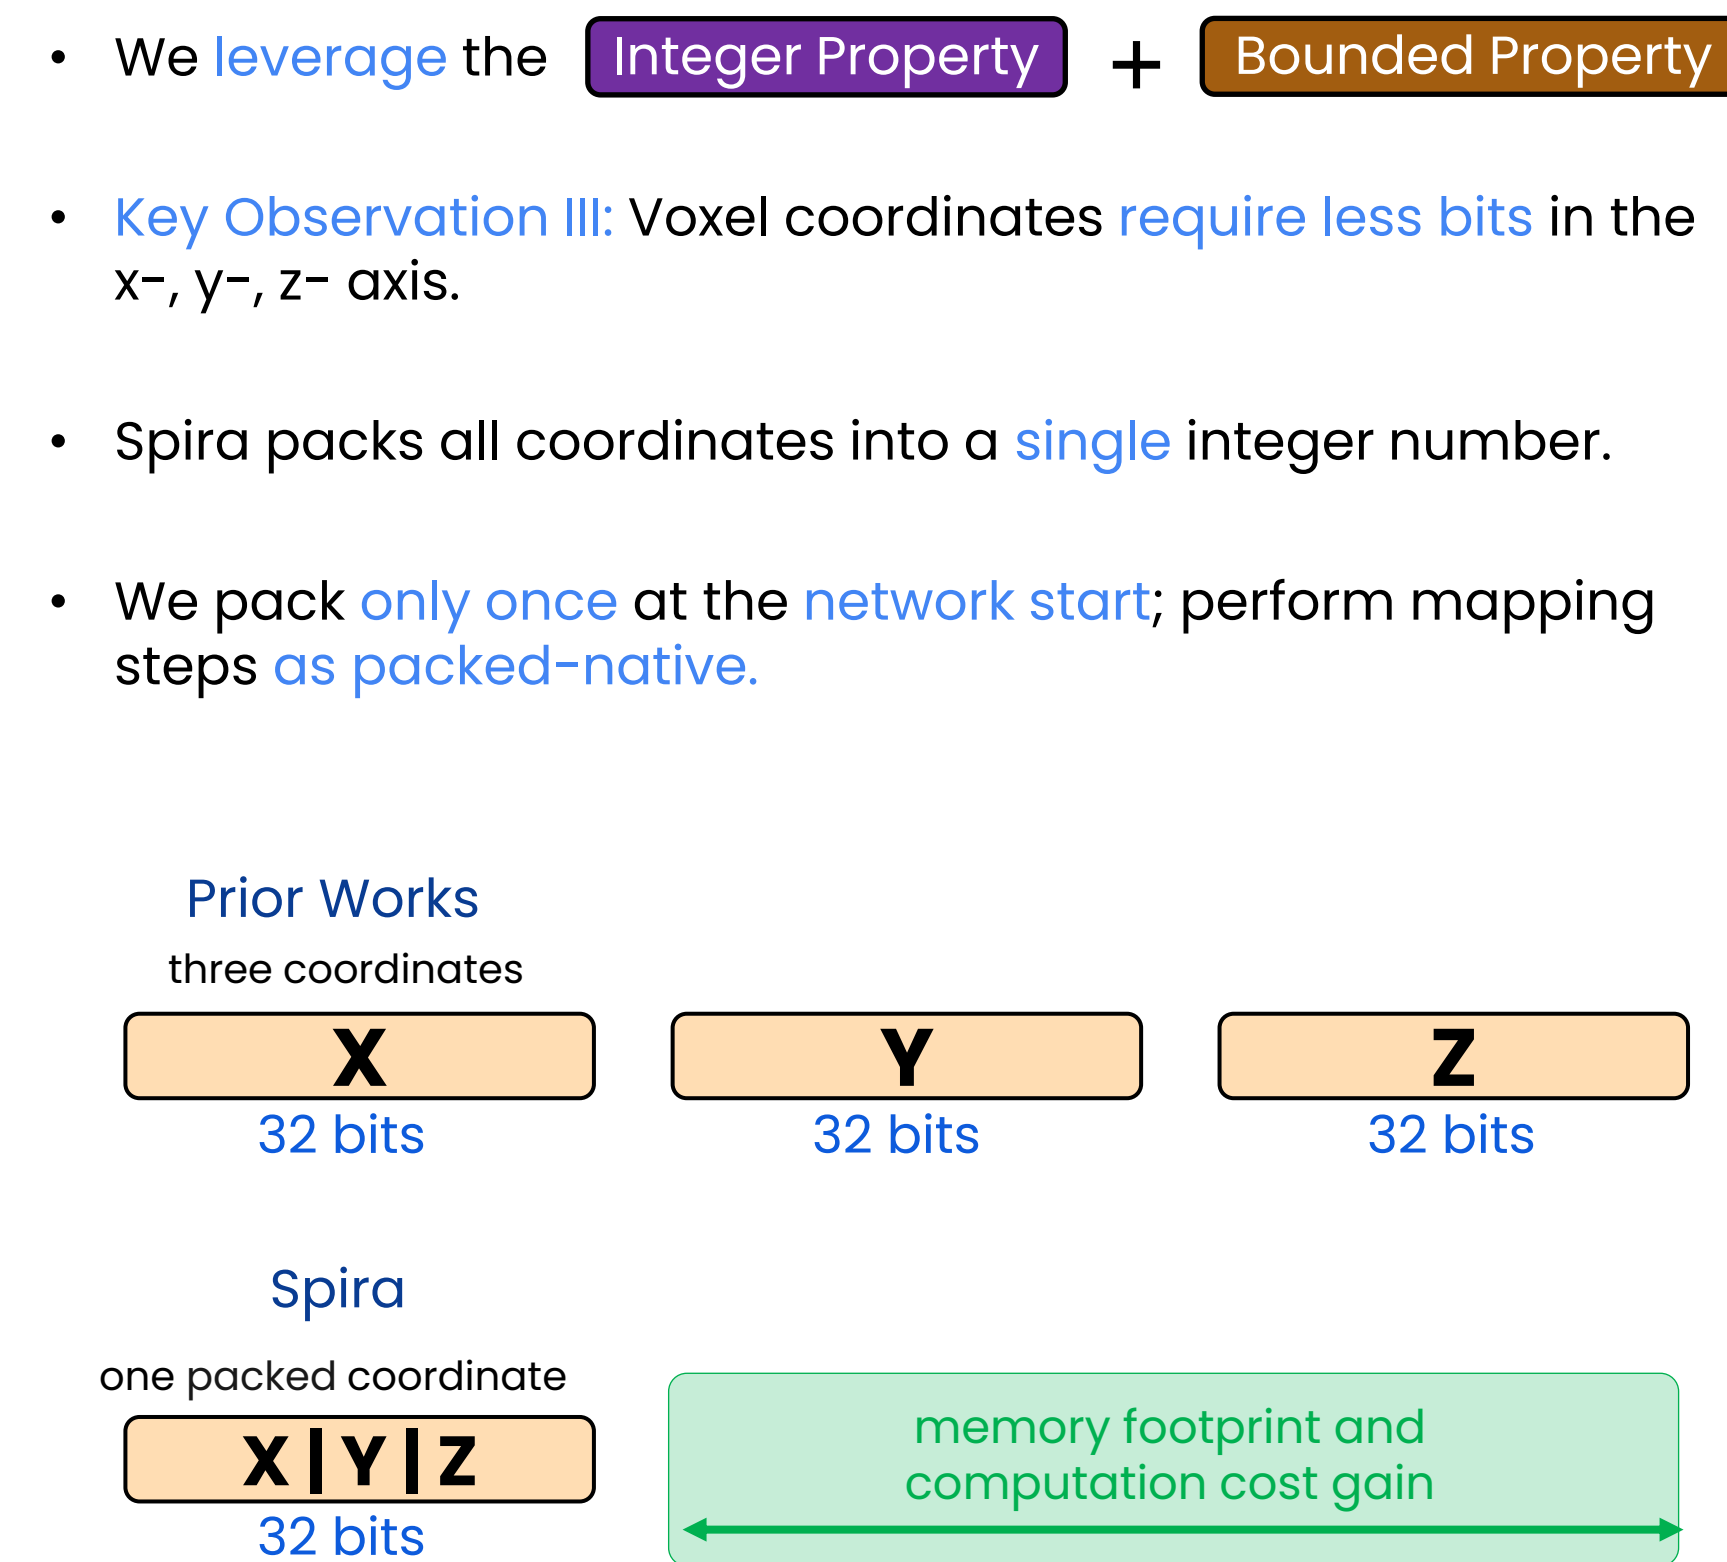 • We leverage the Integer Property + Bounded Property
• Key Observation III: Voxel coordinates require less bits in the
x-, y-, z- axis.
• Spira packs all coordinates into a single integer number.
• We pack only once at the network start; perform mapping
steps as packed-native.
Prior Works
three coordinates
X Y Z
32 bits 32 bits 32 bits
Spira
one packed coordinate
X | Y | Z
32 bits
memory footprint and
computation cost gain